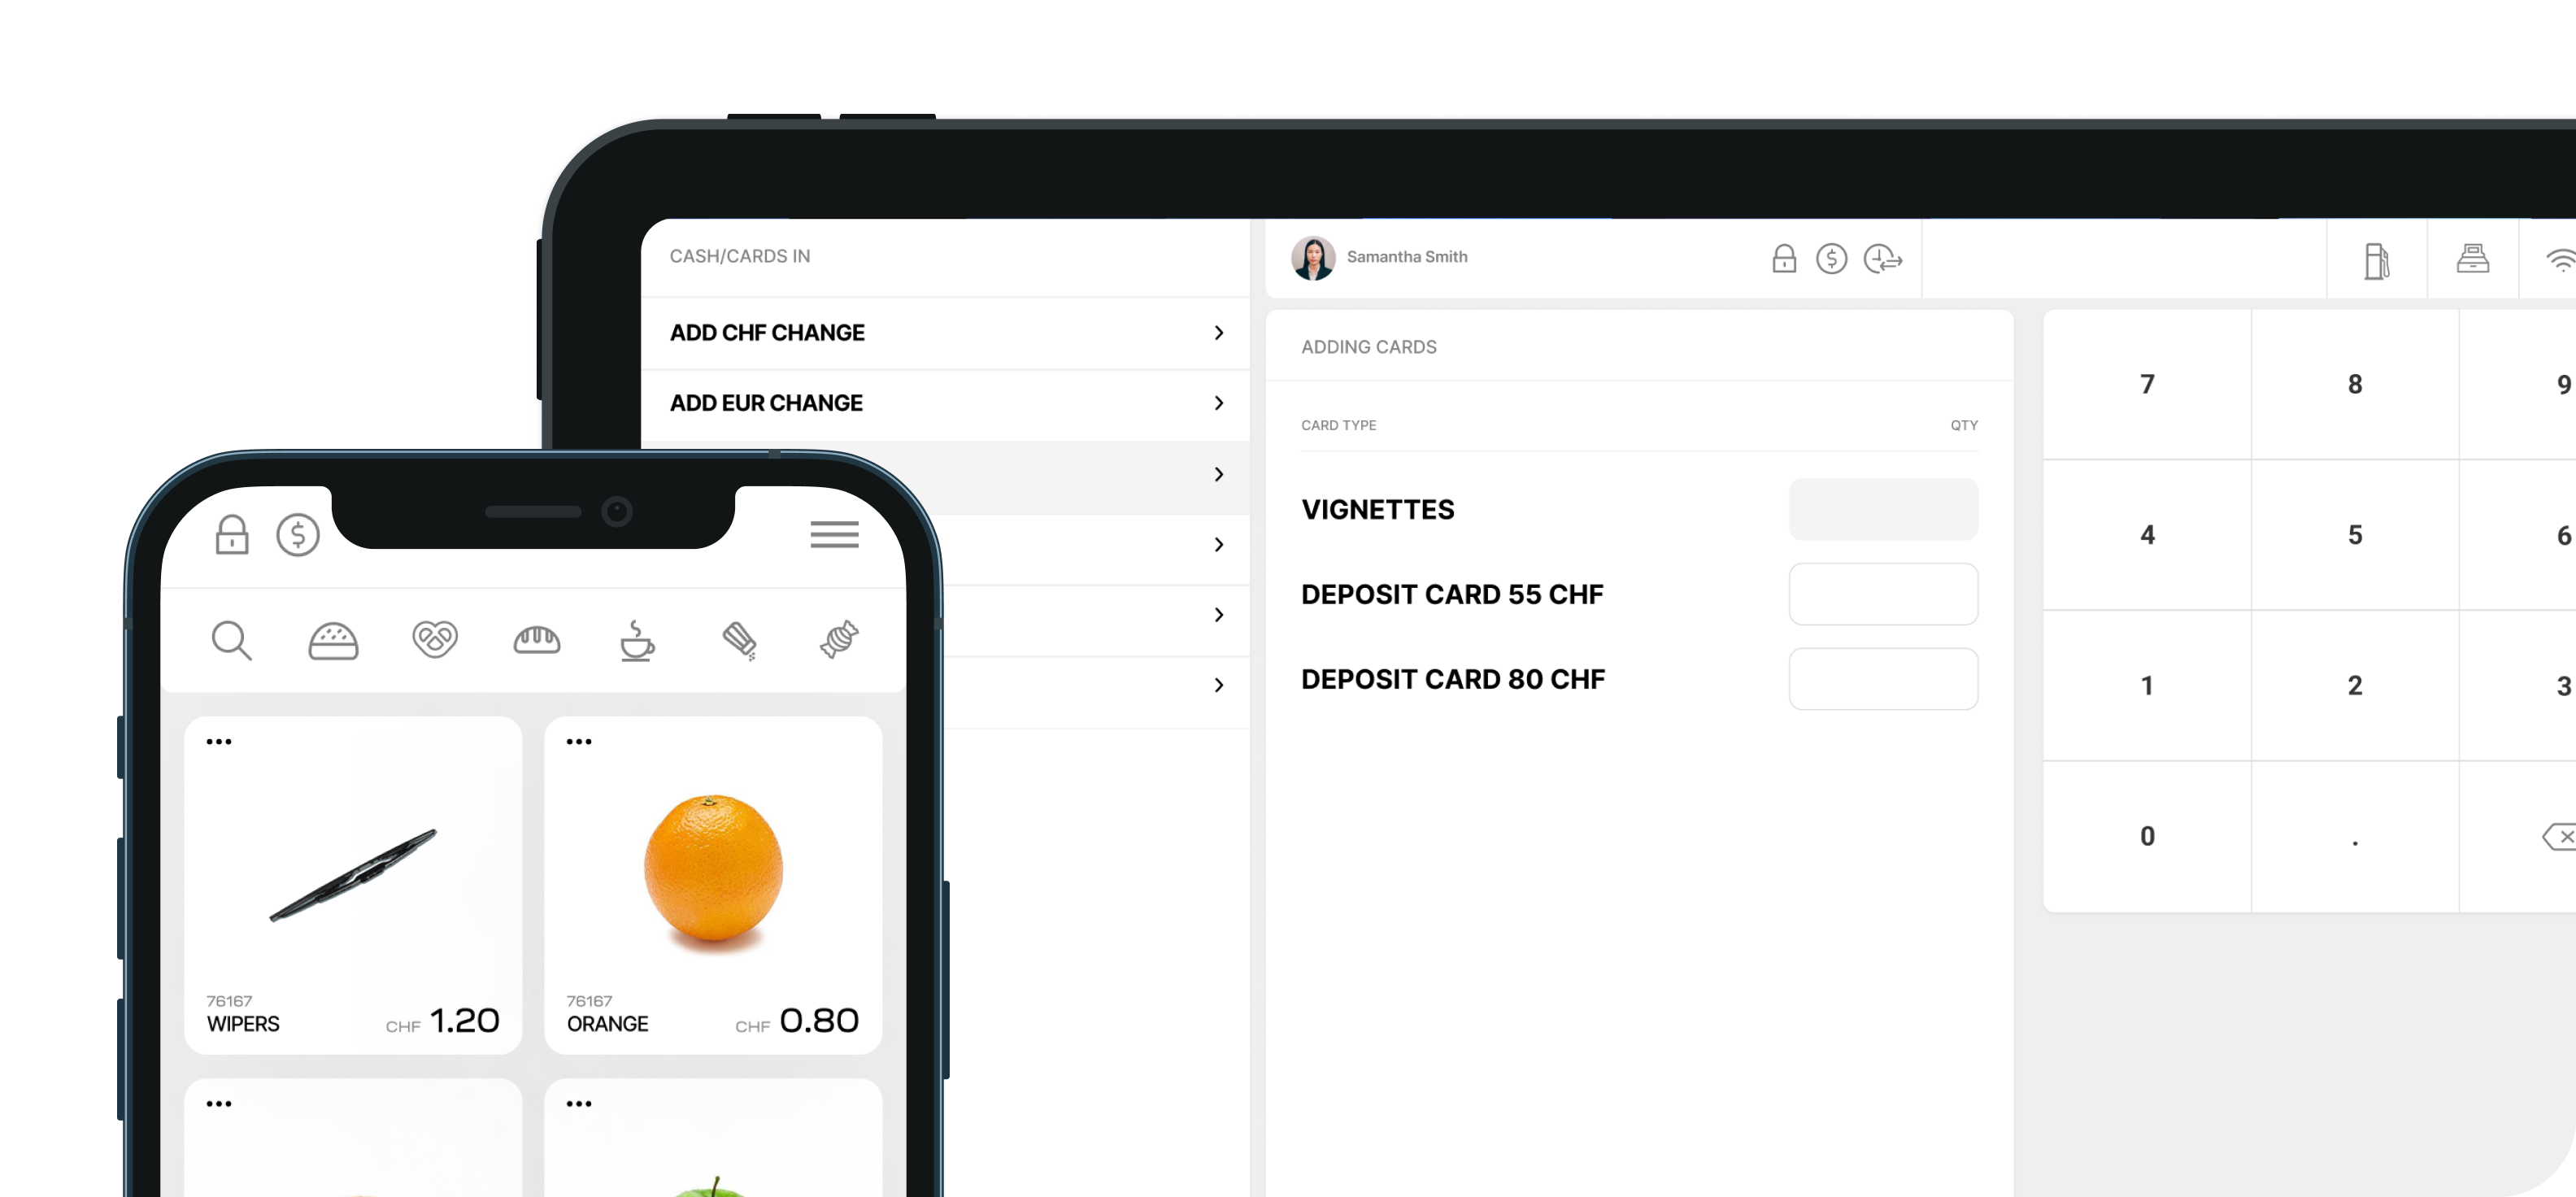 CASH/CARDS IN
ADD CHF CHANGE
ADD EUR CHANGE
Samantha Smith
ADDING CARDS
CARD TYPE QTY
VIGNETTES
DEPOSIT CARD 55 CHF
DEPOSIT CARD 80 CHF
7 8 9
4 5 6
1 2 3
0 .
76167
WIPERS CHF 1.20
76167
ORANGE CHF 0.80